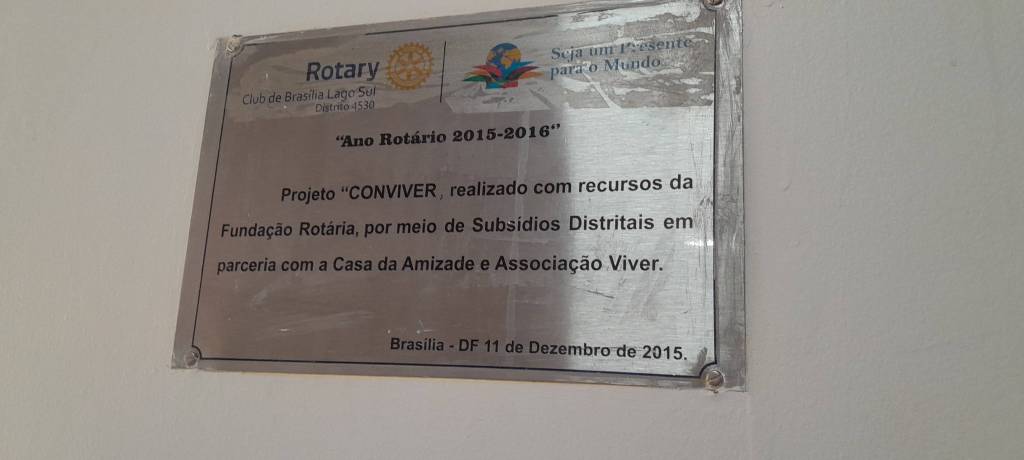 Rotary
Club de Brasília Lago Sul
Distrito 4530
Seja um Presente
para o Mundo
“Ano Rotário 2015-2016“
Projeto “CONVIVER, realizado com recursos da
Fundação Rotária, por meio de Subsídios Distritais em
parceria com a Casa da Amizade e Associação Viver.
Brasília - DF 11 de Dezembro de 2015.